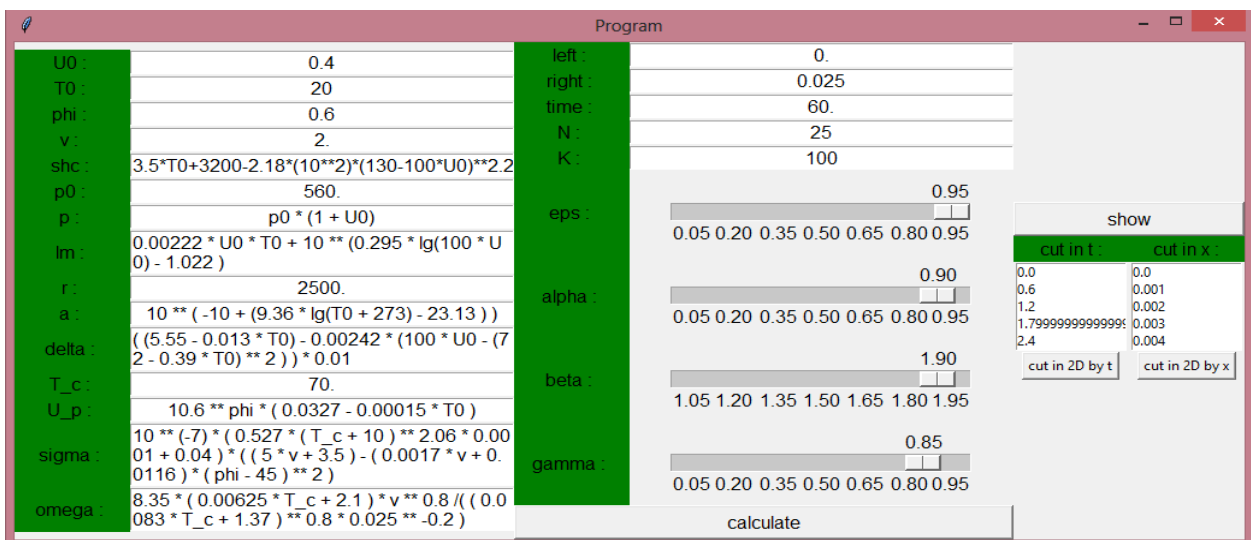 Program
U0 :
0.4
T0 :
20
phi :
0.6
v :
2.
shc :
3.5*T0+3200-2.18*(10**2)*(130-100*U0)**2.2
p0 :
560.
p :
p0 * (1 + U0)
lm :
0.00222 * U0 * T0 + 10 ** (0.295 * lg(100 * U
0) - 1.022 )
r :
2500.
a :
10 ** ( -10 + (9.36 * lg(T0 + 273) - 23.13 ) )
delta :
( (5.55 - 0.013 * T0) - 0.00242 * (100 * U0 - (7
2 - 0.39 * T0) ** 2 ) ) * 0.01
T_c :
70.
U_p :
10.6 ** phi * ( 0.0327 - 0.00015 * T0 )
sigma :
10 ** (-7) * ( 0.527 * ( T_c + 10 ) ** 2.06 * 0.00
01 + 0.04 ) * ( ( 5 * v + 3.5 ) - ( 0.0017 * v + 0.
0116 ) * ( phi - 45 ) ** 2 )
omega :
8.35 * ( 0.00625 * T_c + 2.1 ) * v ** 0.8 /( ( 0.0
083 * T_c + 1.37 ) ** 0.8 * 0.025 ** -0.2 )
left :
0.
right :
0.025
time :
60.
N :
25
K :
100
eps :
0.95
0.05 0.20 0.35 0.50 0.65 0.80 0.95
alpha :
0.90
0.05 0.20 0.35 0.50 0.65 0.80 0.95
beta :
1.90
1.05 1.20 1.35 1.50 1.65 1.80 1.95
gamma :
0.85
0.05 0.20 0.35 0.50 0.65 0.80 0.95
calculate
show
cut in t :
cut in x :
0.0
0.6
1.2
1.7999999999999
2.4
0.0
0.001
0.002
0.003
0.004
cut in 2D by t
cut in 2D by x